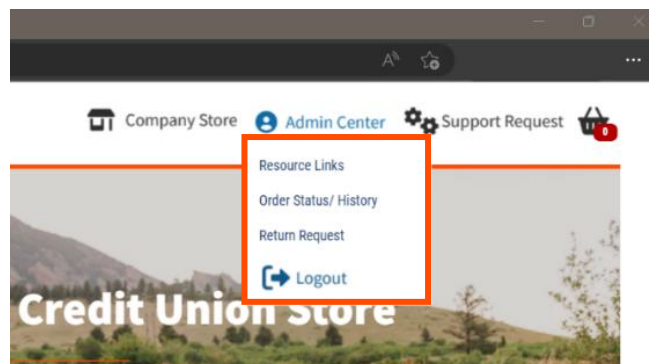 Company Store Admin Center Support Request 0
Resource Links
Order Status/ History
Return Request
Logout
Credit Union Store